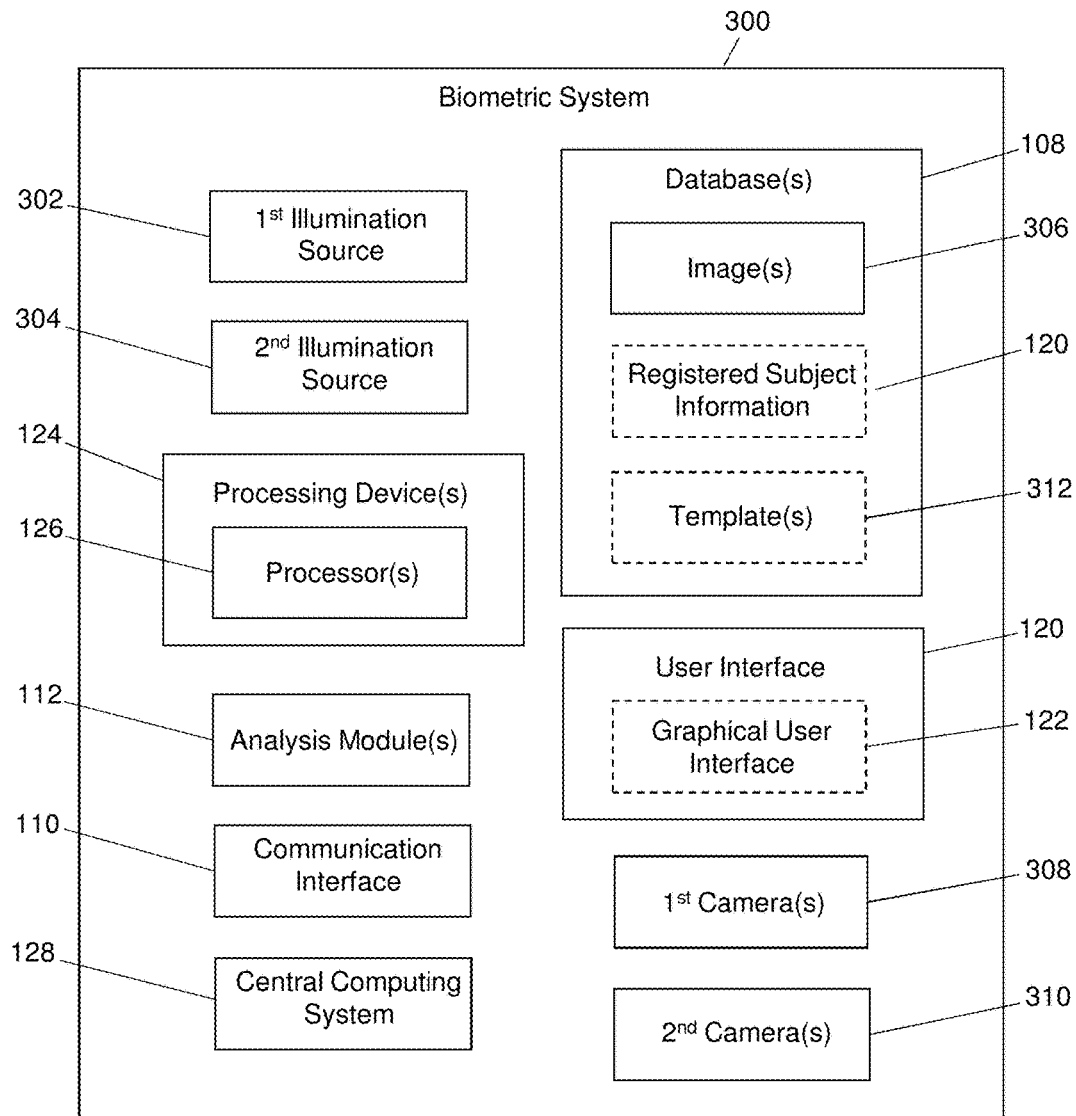 300
Biometric System
302
1st Illumination
Source
304
2nd Illumination
Source
124
Processing Device(s)
126
Processor(s)
112
Analysis Module(s)
110
Communication
Interface
128
Central Computing
System
108
Database(s)
306
Image(s)
120
Registered Subject
Information
312
Template(s)
120
User Interface
122
Graphical User
Interface
308
1st Camera(s)
310
2nd Camera(s)